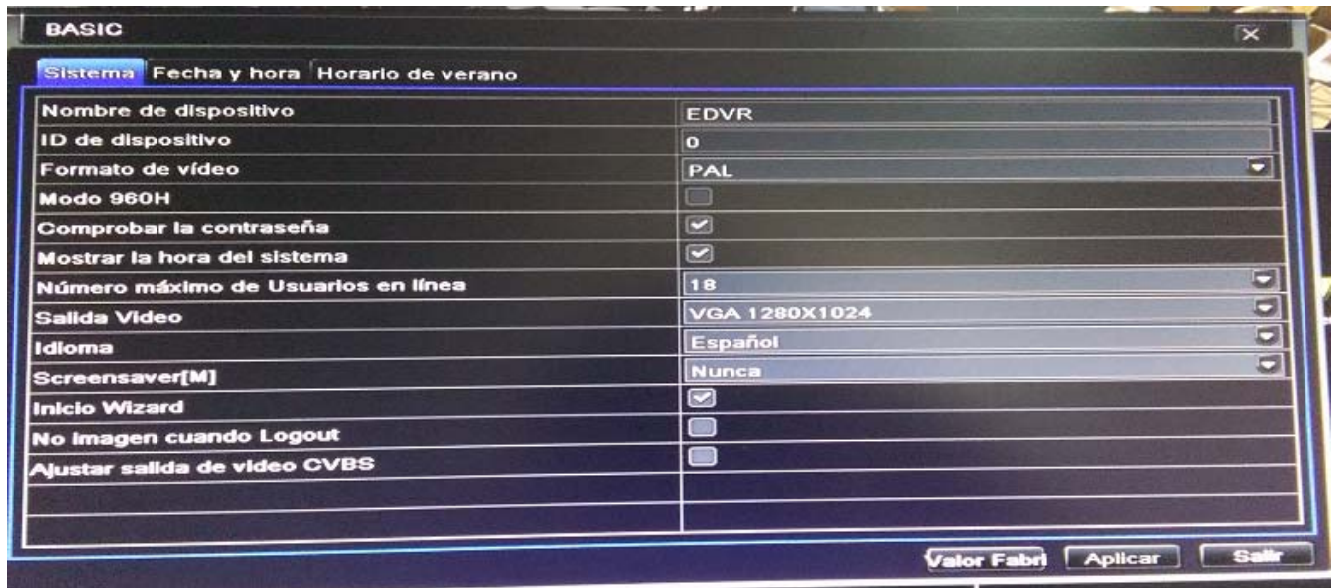 BASIC
Sistema Fecha y hora Horario de verano
Nombre de dispositivo EDVR
ID de dispositivo 0
Formato de vídeo PAL
Modo 960H
Comprobar la contraseña
Mostrar la hora del sistema
Número máximo de Usuarios en línea 18
Salida Video VGA 1280X1024
Idioma Español
Screensaver[M] Nunca
Inicio Wizard
No imagen cuando Logout
Ajustar salida de video CVBS
Valor Fabri Aplicar Salir